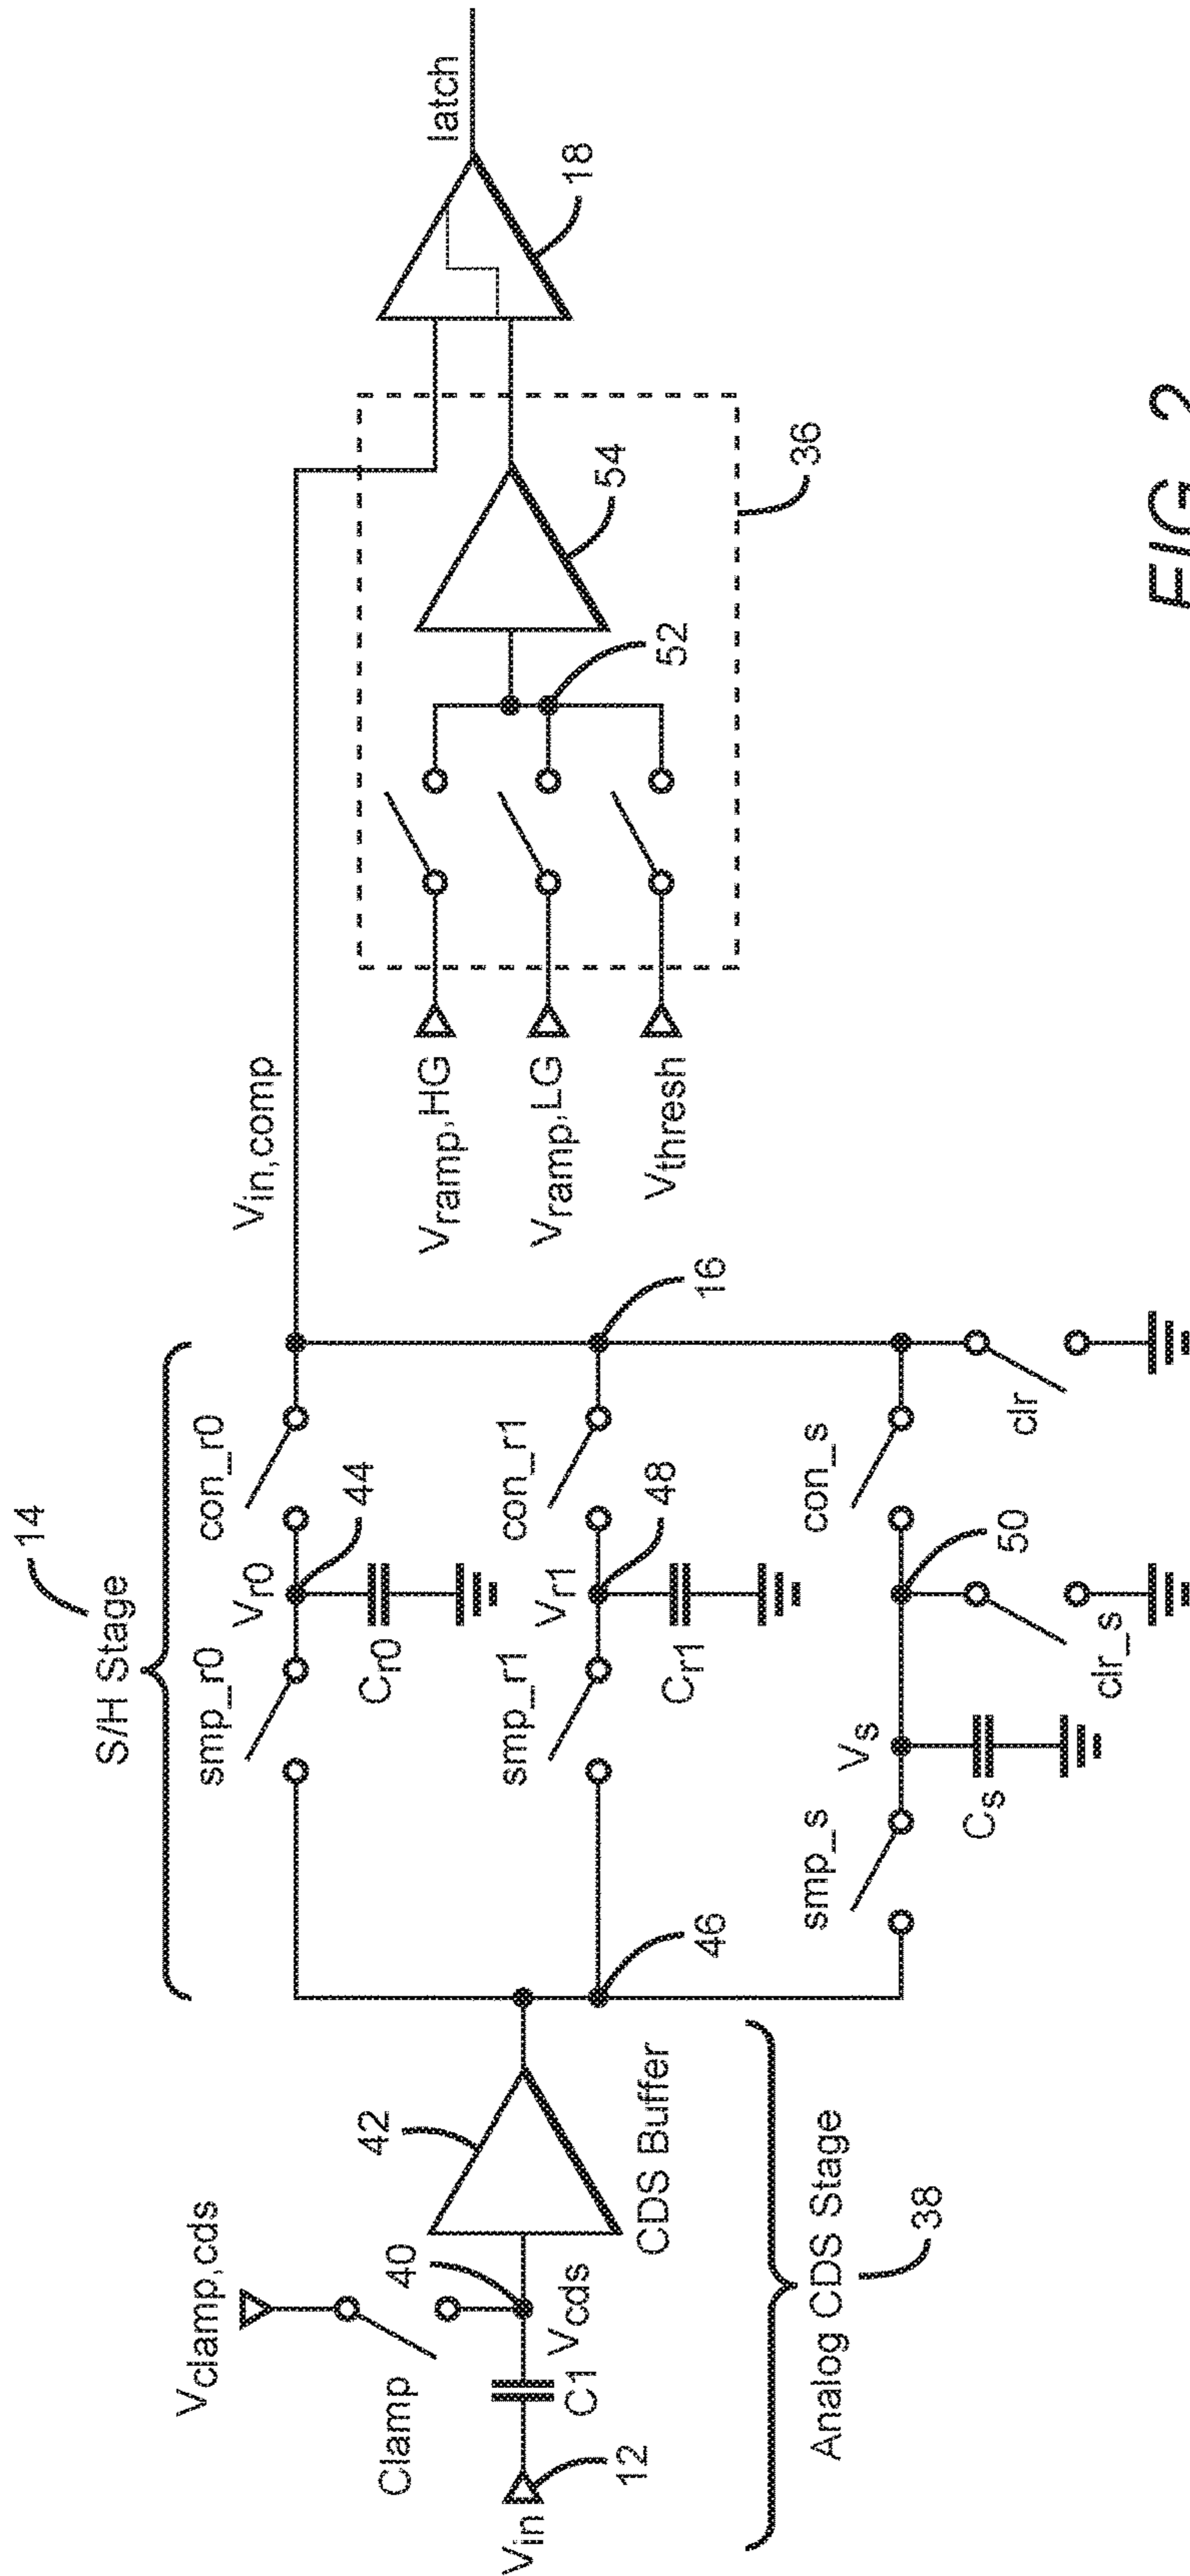 14
S/H Stage
Vclamp,cds
Clamp
40
42
Vin
12
C1
Vcds
CDS Buffer
Analog CDS Stage
38
46
smp_r0
Vr0
con_r0
44
Cr0
smp_r1
Vr1
con_r1
48
Cr1
smp_s
Vs
con_s
50
Cs
clr_s
clr
16
Vin,comp
Vramp,HG
Vramp,LG
Vthresh
52
54
36
18
latch
FIG. 2